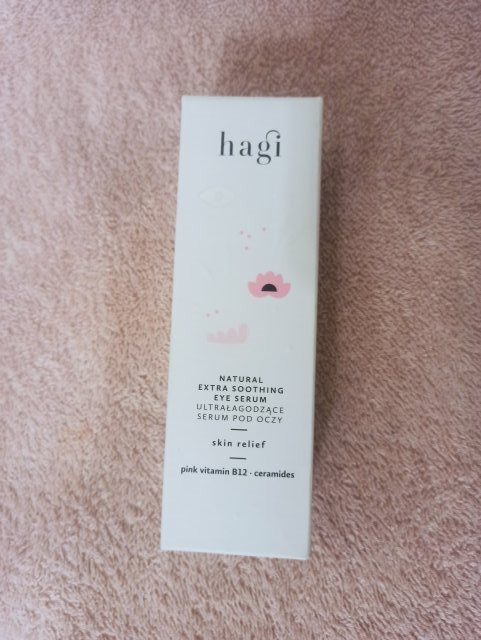 hagi
NATURAL
EXTRA SOOTHING
EYE SERUM
ULTRAŁAGODZĄCE
SERUM POD OCZY
skin relief
pink vitamin B12 · ceramides